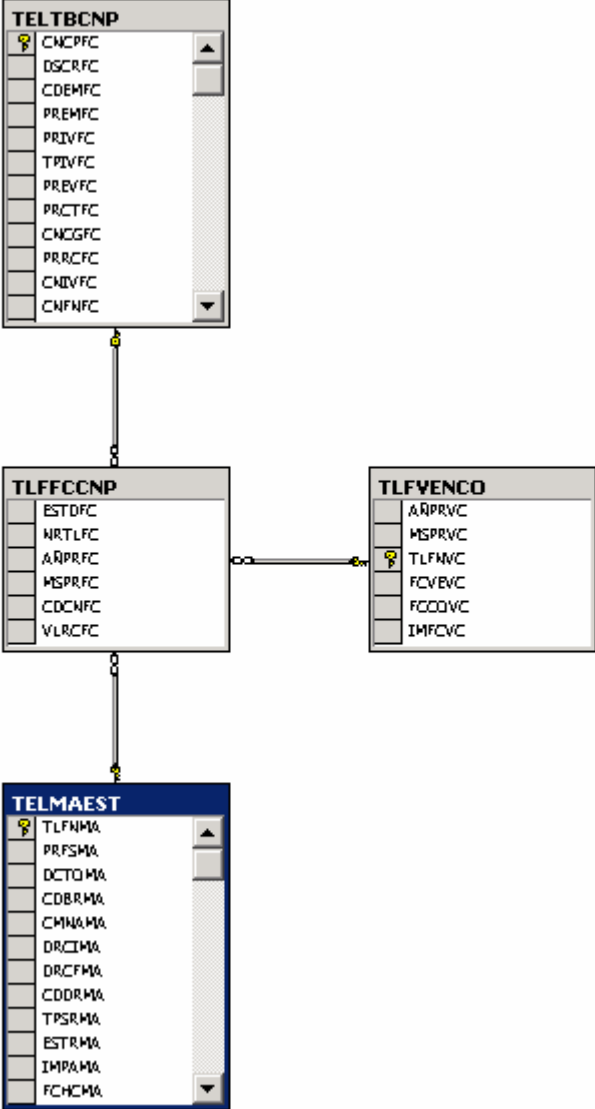 TELTBCNP
CNCPFC
DSCRFC
CDEMFC
PREMFC
PRIVFC
TPIVFC
PREVFC
PRCTFC
CNCGFC
PRRCFC
CNIVFC
CNFNFC
TLFFCCNP
ESTDFC
NRTLFC
AÑPRFC
MSPRFC
CDCNFC
VLRCFC
TLFVENCO
AÑPRVC
MSPRVC
TLFNVC
FCVEVC
FCCOVC
IMFCVC
TELMAEST
TLFNMA
PRFSMA
DCTOMA
CDBRMA
CMNAMA
DRCIMA
DRCFMA
CDDRMA
TPSRMA
ESTRMA
IMPAMA
FCHCMA